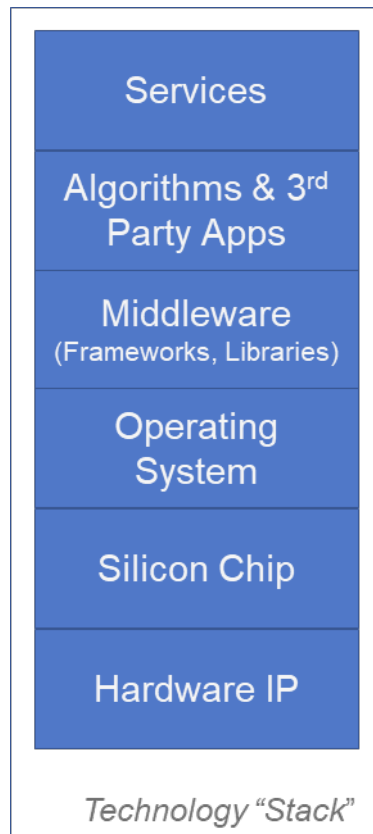 Services
Algorithms & 3rd
Party Apps
Middleware
(Frameworks, Libraries)
Operating
System
Silicon Chip
Hardware IP
Technology “Stack”